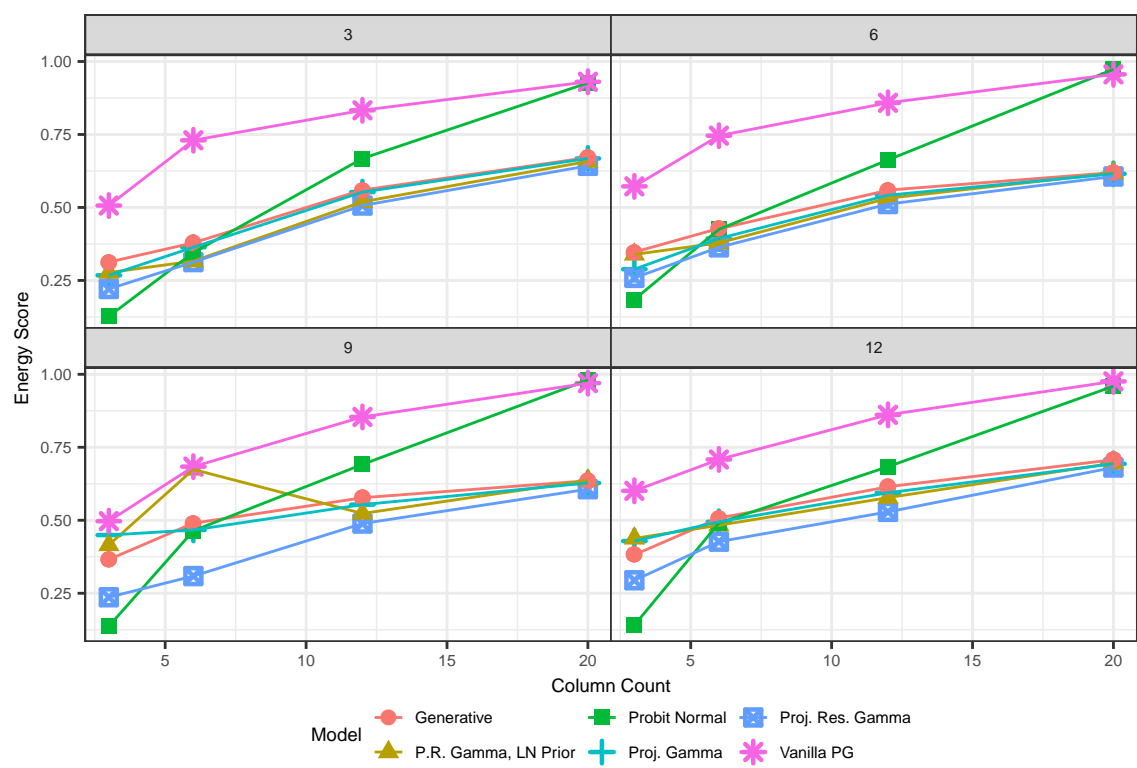 3
6
1.00
0.75
0.50
0.25
Energy Score
9
12
1.00
0.75
0.50
0.25
5
10
15
20
5
10
15
20
Column Count
Model
Generative
Probit Normal
Proj. Res. Gamma
P.R. Gamma, LN Prior
Proj. Gamma
Vanilla PG